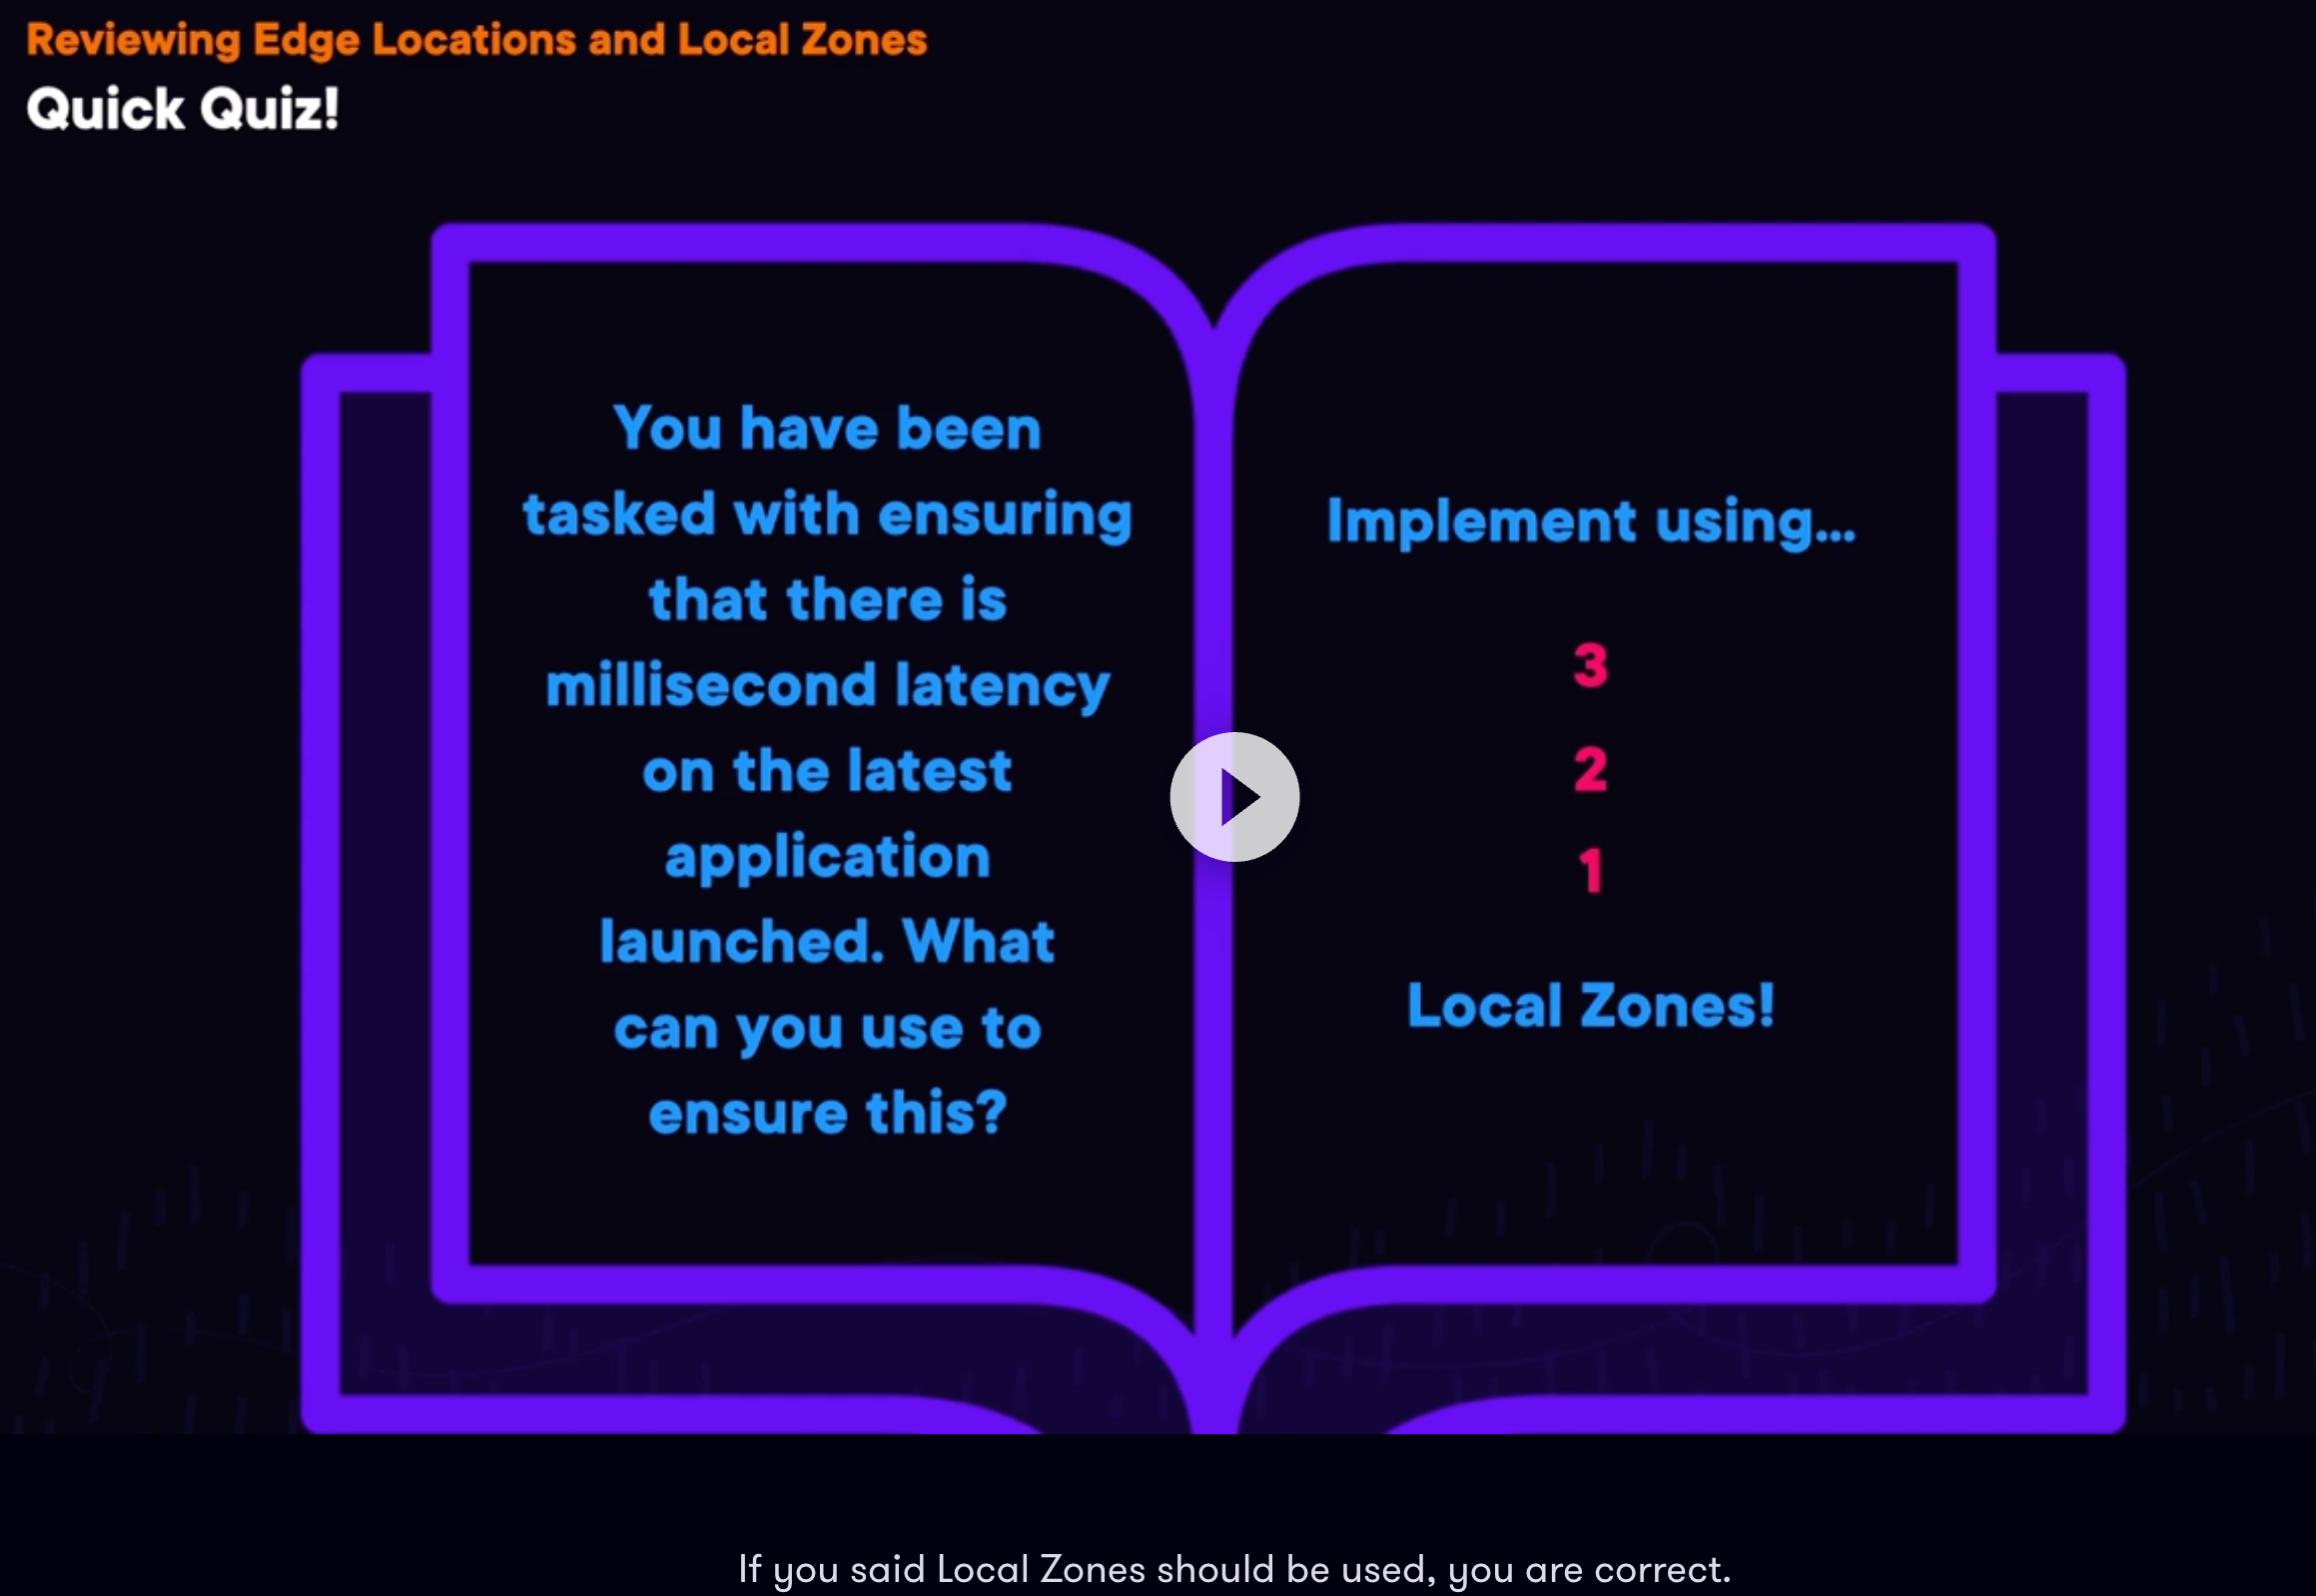 Reviewing Edge Locations and Local Zones
Quick Quiz!
You have been
tasked with ensuring
that there is
millisecond latency
on the latest
application
launched. What
can you use to
ensure this?
Implement using...
3
2
1
Local Zones!
If you said Local Zones should be used, you are correct.